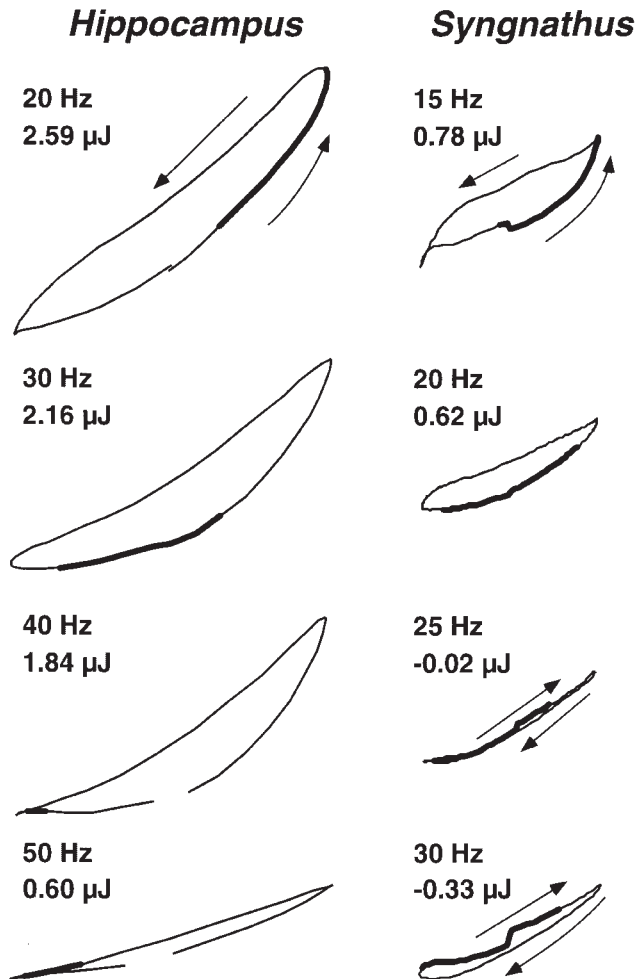 Hippocampus
20 Hz
2.59 µJ
30 Hz
2.16 µJ
40 Hz
1.84 µJ
50 Hz
0.60 µJ
Syngnathus
15 Hz
0.78 µJ
20 Hz
0.62 µJ
25 Hz
-0.02 µJ
30 Hz
-0.33 µJ